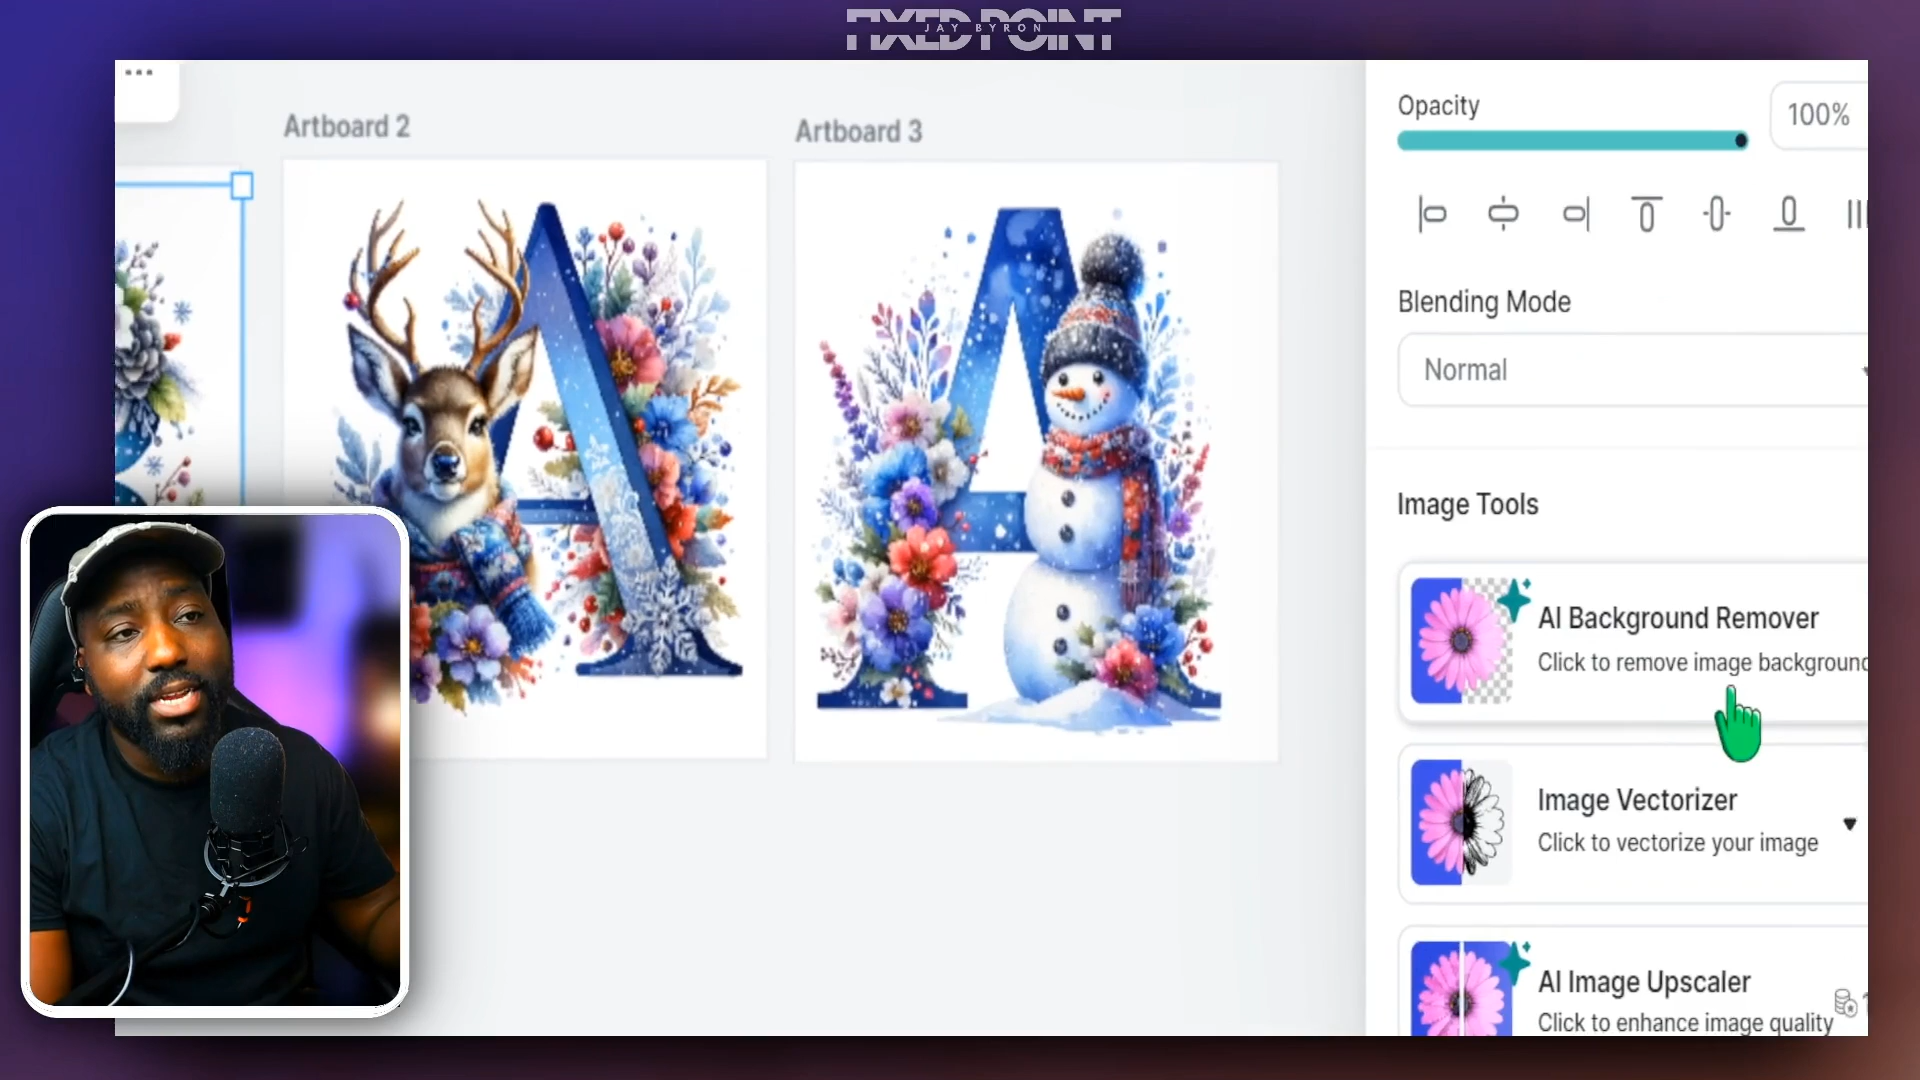 FIXED POINT
JAY BYRON
Artboard 2
Artboard 3
Opacity
100%
Blending Mode
Normal
Image Tools
AI Background Remover
Click to remove image background
Image Vectorizer
Click to vectorize your image
AI Image Upscaler
Click to enhance image quality
A
A